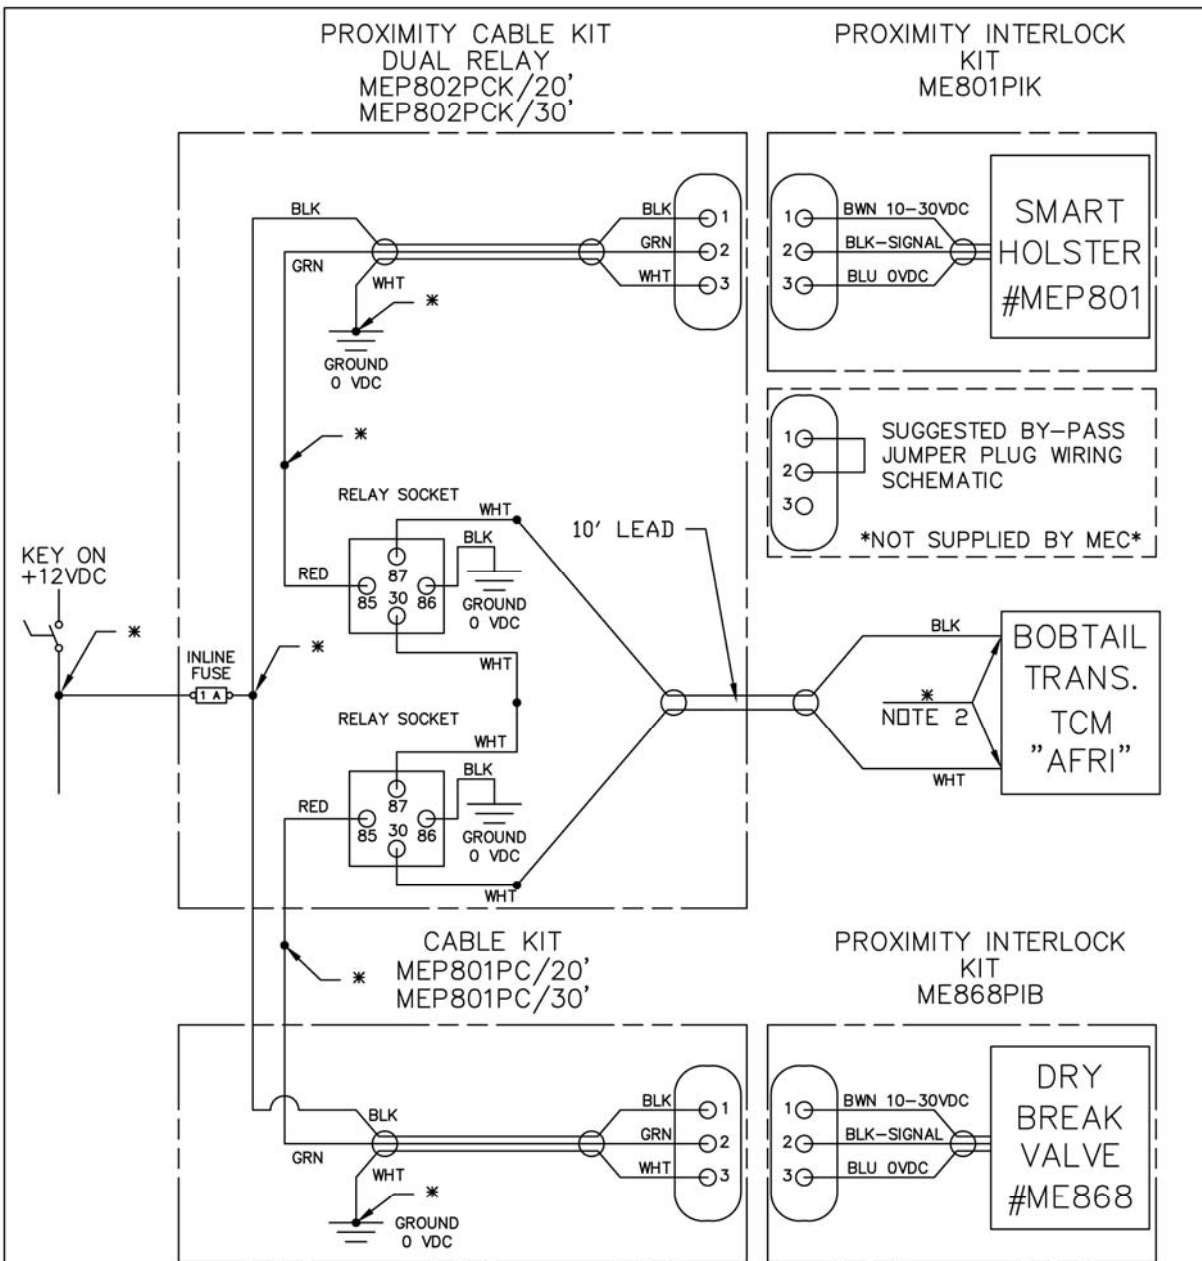 PROXIMITY CABLE KIT
DUAL RELAY
MEP802PCK/20'
MEP802PCK/30'
PROXIMITY INTERLOCK
KIT
ME801PIK
BLK
GRN
WHT
*
GROUND
0 VDC
BLK
GRN
WHT
1
2
3
1
2
3
BWN 10-30VDC
BLK-SIGNAL
BLU 0VDC
SMART
HOLSTER
#MEP801
*
1
2
3
SUGGESTED BY-PASS
JUMPER PLUG WIRING
SCHEMATIC
*NOT SUPPLIED BY MEC*
RELAY SOCKET
WHT
BLK
RED
85
87
30
86
GROUND
0 VDC
WHT
10' LEAD
KEY ON
+12VDC
*
INLINE
FUSE
1 A
*
RELAY SOCKET
WHT
BLK
RED
85
87
30
86
GROUND
0 VDC
WHT
BLK
*
NOTE 2
WHT
BOBTAIL
TRANS.
TCM
"AFRI"
*
CABLE KIT
MEP801PC/20'
MEP801PC/30'
PROXIMITY INTERLOCK
KIT
ME868PIB
BLK
GRN
WHT
*
GROUND
0 VDC
BLK
GRN
WHT
1
2
3
1
2
3
BWN 10-30VDC
BLK-SIGNAL
BLU 0VDC
DRY
BREAK
VALVE
#ME868